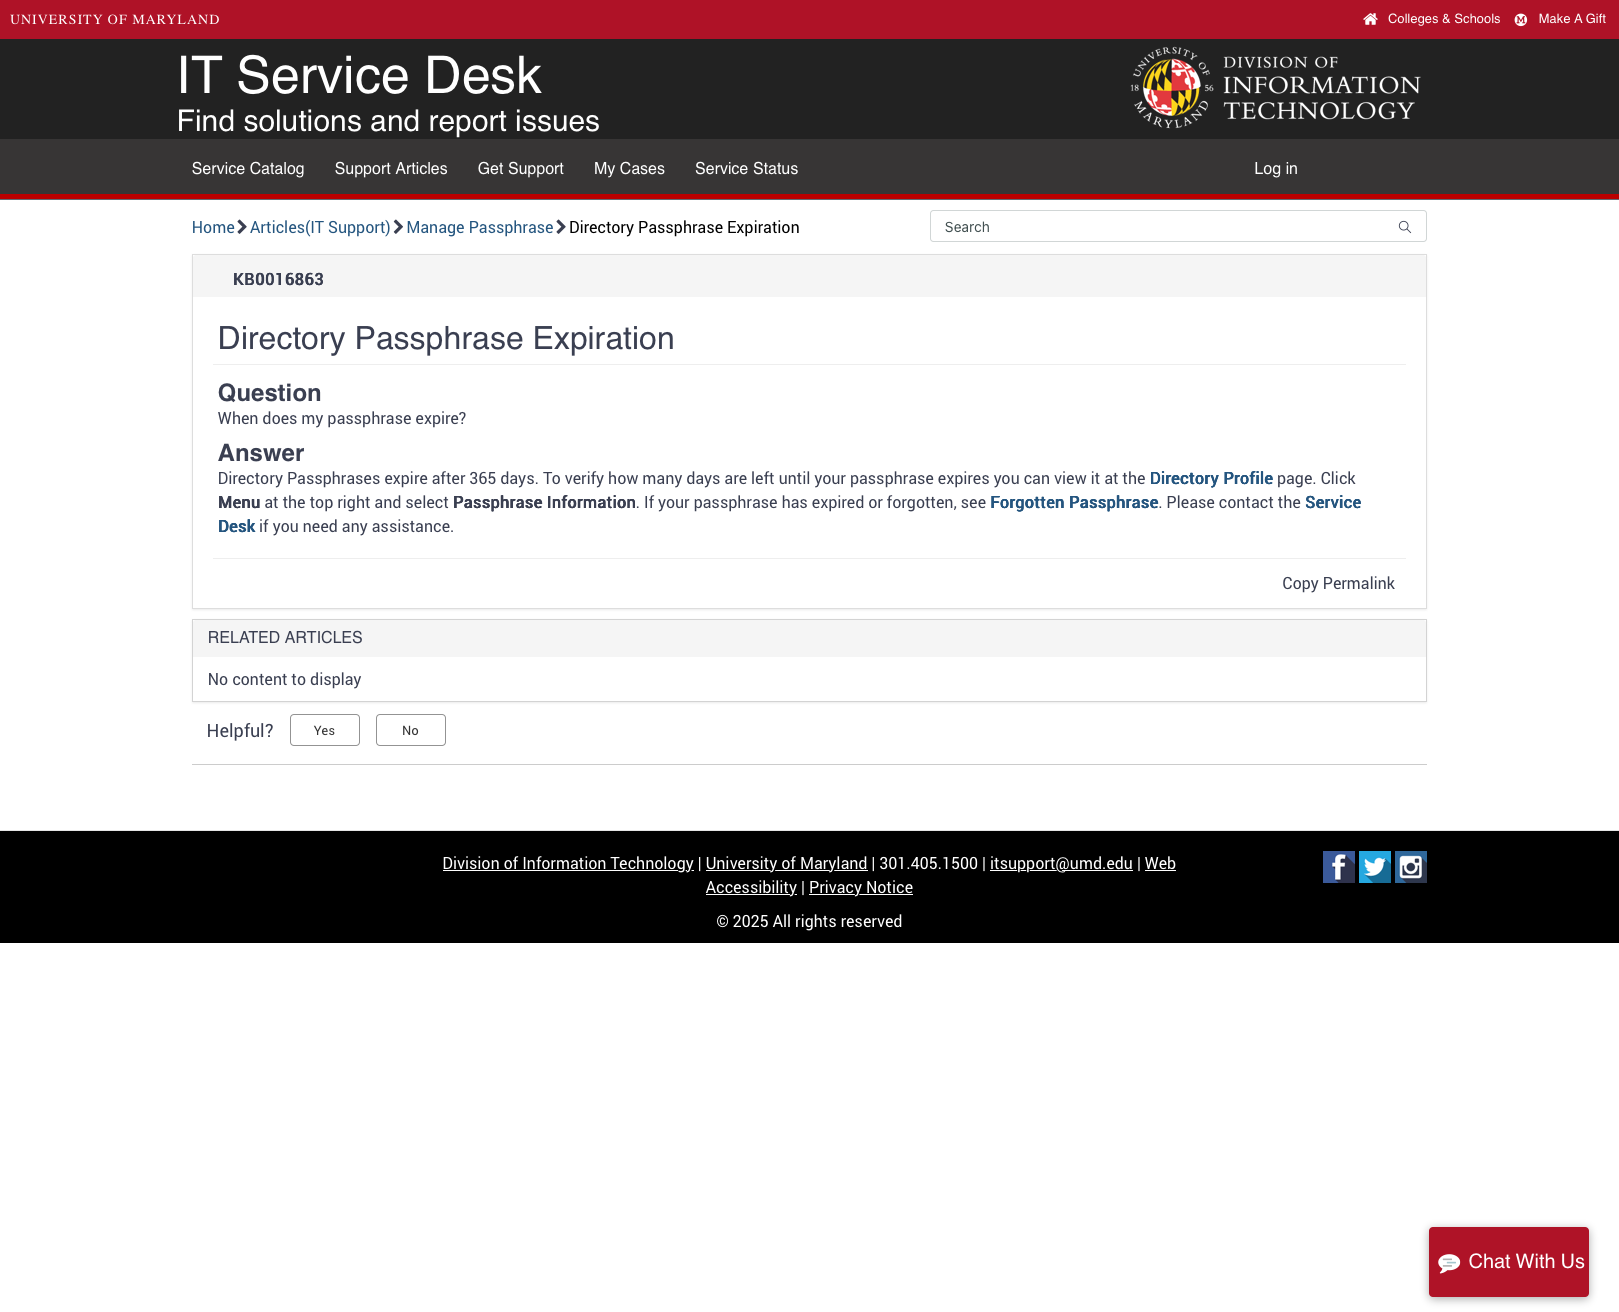 UNIVERSITY OF MARYLAND
Colleges & Schools
Make A Gift
IT Service Desk
Find solutions and report issues
UNIVERSITY OF MARYLAND
18 56
DIVISION OF
INFORMATION
TECHNOLOGY
Service Catalog Support Articles Get Support My Cases Service Status Log in
Home Articles(IT Support) Manage Passphrase Directory Passphrase Expiration
Search
KB0016863
Directory Passphrase Expiration
Question
When does my passphrase expire?
Answer
Directory Passphrases expire after 365 days. To verify how many days are left until your passphrase expires you can view it at the Directory Profile page. Click
Menu at the top right and select Passphrase Information. If your passphrase has expired or forgotten, see Forgotten Passphrase. Please contact the Service
Desk if you need any assistance.
Copy Permalink
RELATED ARTICLES
No content to display
Helpful? Yes No
Division of Information Technology | University of Maryland | 301.405.1500 | itsupport@umd.edu | Web
Accessibility | Privacy Notice
© 2025 All rights reserved
Chat With Us